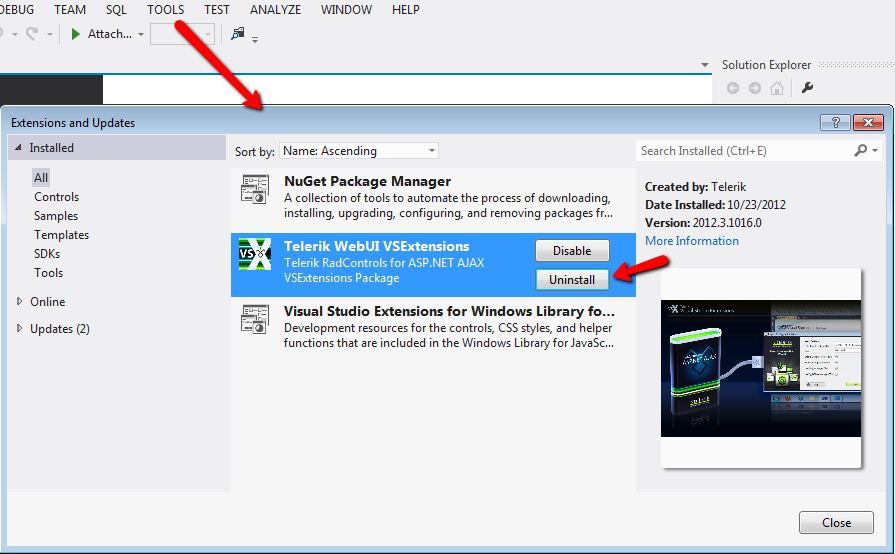 DEBUG TEAM SQL TOOLS TEST ANALYZE WINDOW HELP
Attach...
Solution Explorer
Extensions and Updates
Installed
All
Controls
Samples
Templates
SDKs
Tools
Online
Updates (2)
Sort by: Name: Ascending
NuGet Package Manager
A collection of tools to automate the process of downloading,
installing, upgrading, configuring, and removing packages fr...
Telerik WebUI VSExtensions
Telerik RadControls for ASP.NET AJAX
VSExtensions Package
Disable
Uninstall
Visual Studio Extensions for Windows Library fo...
Development resources for the controls, CSS styles, and helper
functions that are included in the Windows Library for JavaSc...
Search Installed (Ctrl+E)
Created by: Telerik
Date Installed: 10/23/2012
Version: 2012.3.1016.0
More Information
ASP.NET AJAX
Close